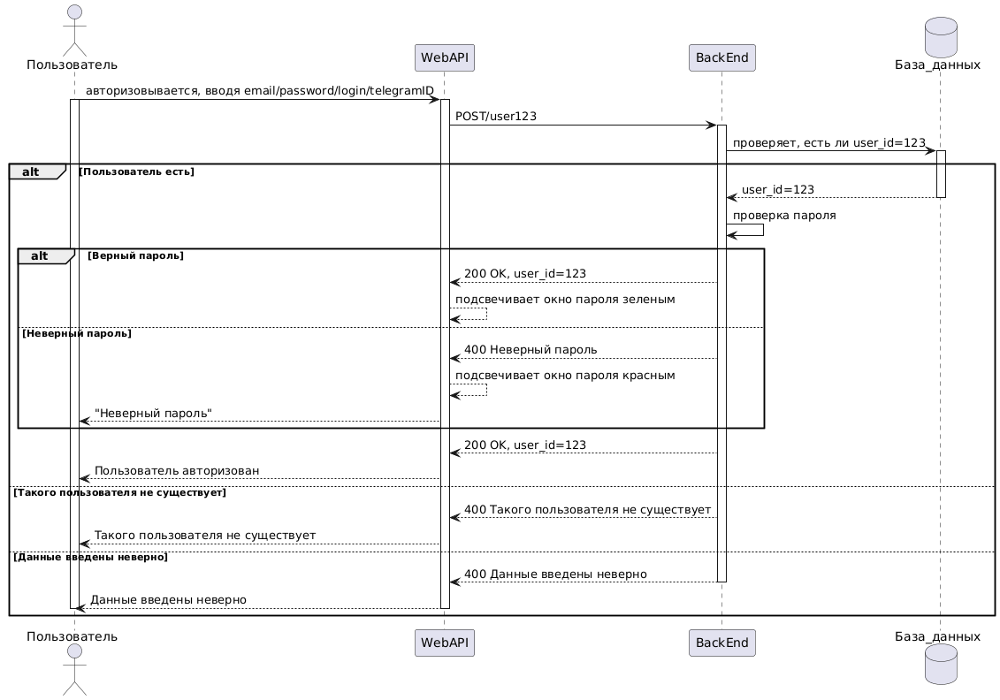 Пользователь
WebAPI
BackEnd
База_данных
авторизовывается, вводя email/password/login/telegramID
POST/user123
проверяет, есть ли user_id=123
alt [Пользователь есть]
user_id=123
проверка пароля
alt [Верный пароль]
200 OK, user_id=123
подсвечивает окно пароля зеленым
[Неверный пароль]
400 Неверный пароль
подсвечивает окно пароля красным
"Неверный пароль"
200 OK, user_id=123
Пользователь авторизован
[Такого пользователя не существует]
400 Такого пользователя не существует
Такого пользователя не существует
[Данные введены неверно]
400 Данные введены неверно
Данные введены неверно
Пользователь
WebAPI
BackEnd
База_данных